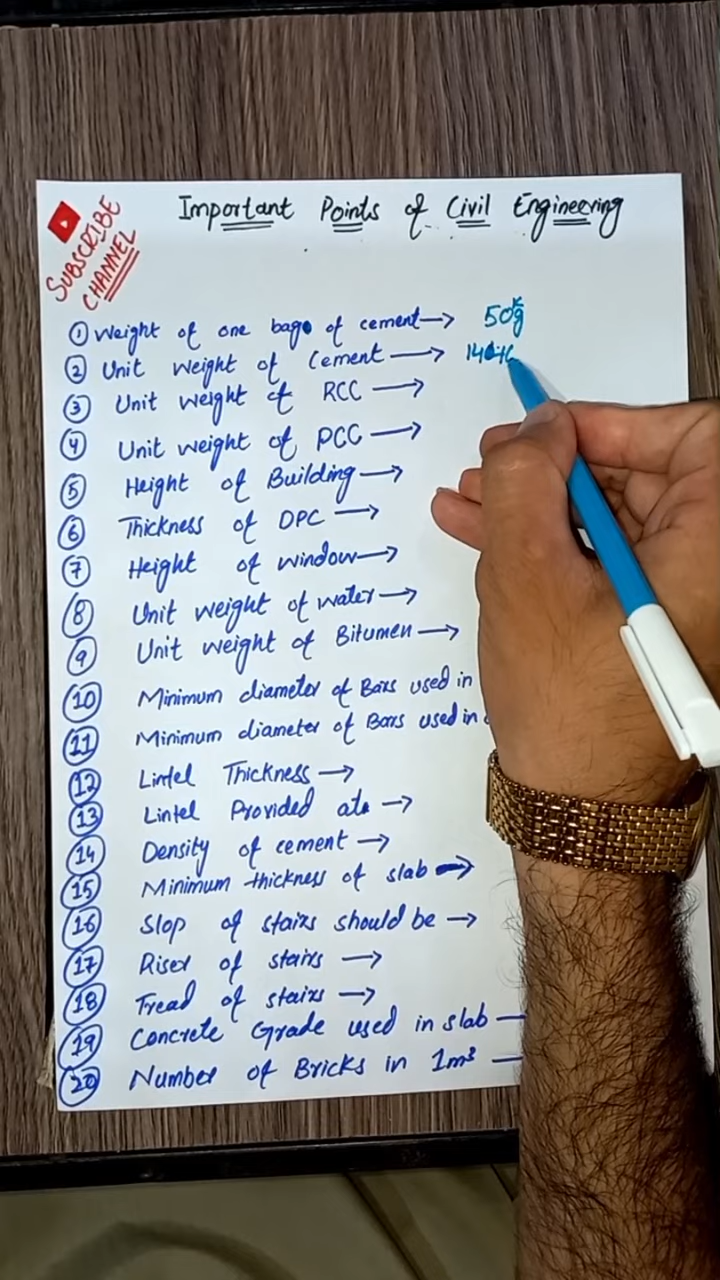 Important Points of Civil Engineering
SUBSCRIBE
CHANNEL
① Weight of one bag of cement → 50kg
② Unit weight of Cement →
③ Unit weight of RCC →
④ Unit weight of PCC →
⑤ Height of Building →
⑥ Thickness of DPC →
⑦ Height of window →
⑧ Unit weight of water →
⑨ Unit weight of Bitumen →
⑩ Minimum diameter of Bars used in
⑪ Minimum diameter of Bars used in
⑫ Lintel Thickness →
⑬ Lintel Provided at →
⑭ Density of cement →
⑮ Minimum thickness of slab →
⑯ Slop of stairs should be →
⑰ Riser of stairs →
⑱ Tread of stairs →
⑲ Concrete Grade used in slab —
⑳ Number of Bricks in 1m³ —